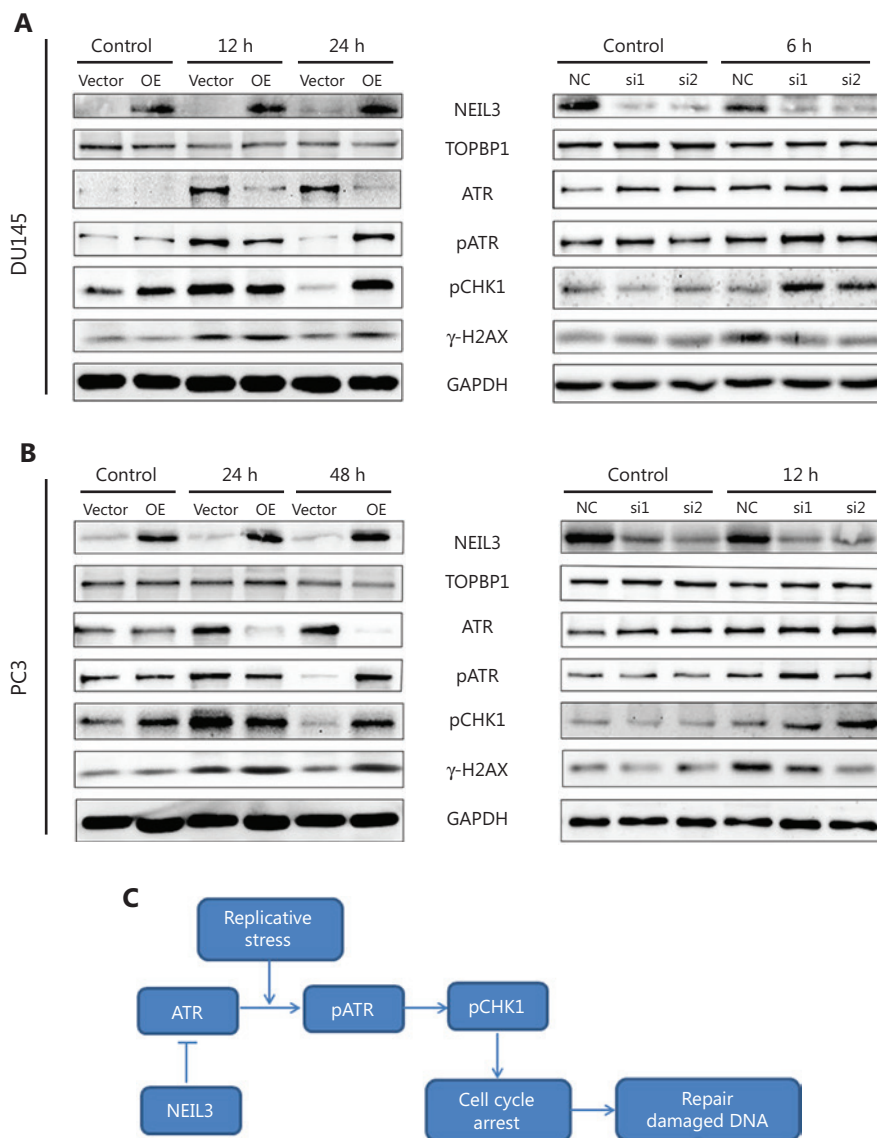 A
Control 12 h 24 h Control 6 h
Vector OE Vector OE Vector OE NC si1 si2 NC si1 si2
DU145
NEIL3
TOPBP1
ATR
pATR
pCHK1
γ-H2AX
GAPDH
B
Control 24 h 48 h Control 12 h
Vector OE Vector OE Vector OE NC si1 si2 NC si1 si2
PC3
NEIL3
TOPBP1
ATR
pATR
pCHK1
γ-H2AX
GAPDH
C
Replicative
stress
ATR pATR pCHK1
NEIL3
Cell cycle
arrest
Repair
damaged DNA